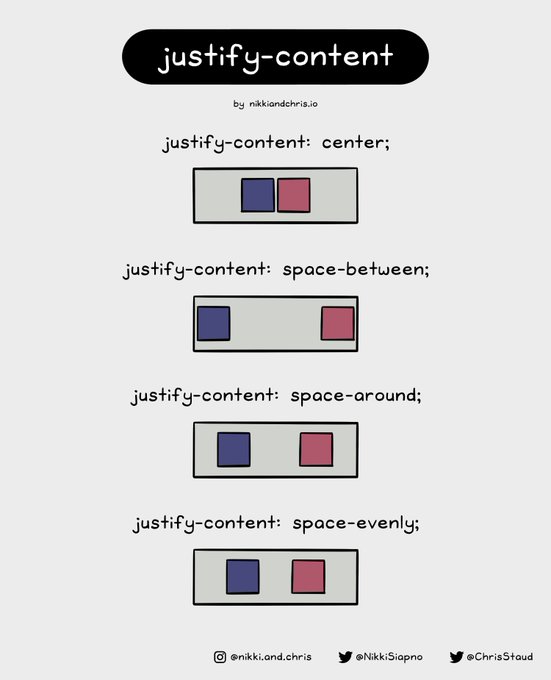 justify-content
by nikkiandchris.io
justify-content: center;
justify-content: space-between;
justify-content: space-around;
justify-content: space-evenly;
@nikki.and.chris @NikkiSiapno @ChrisStaud